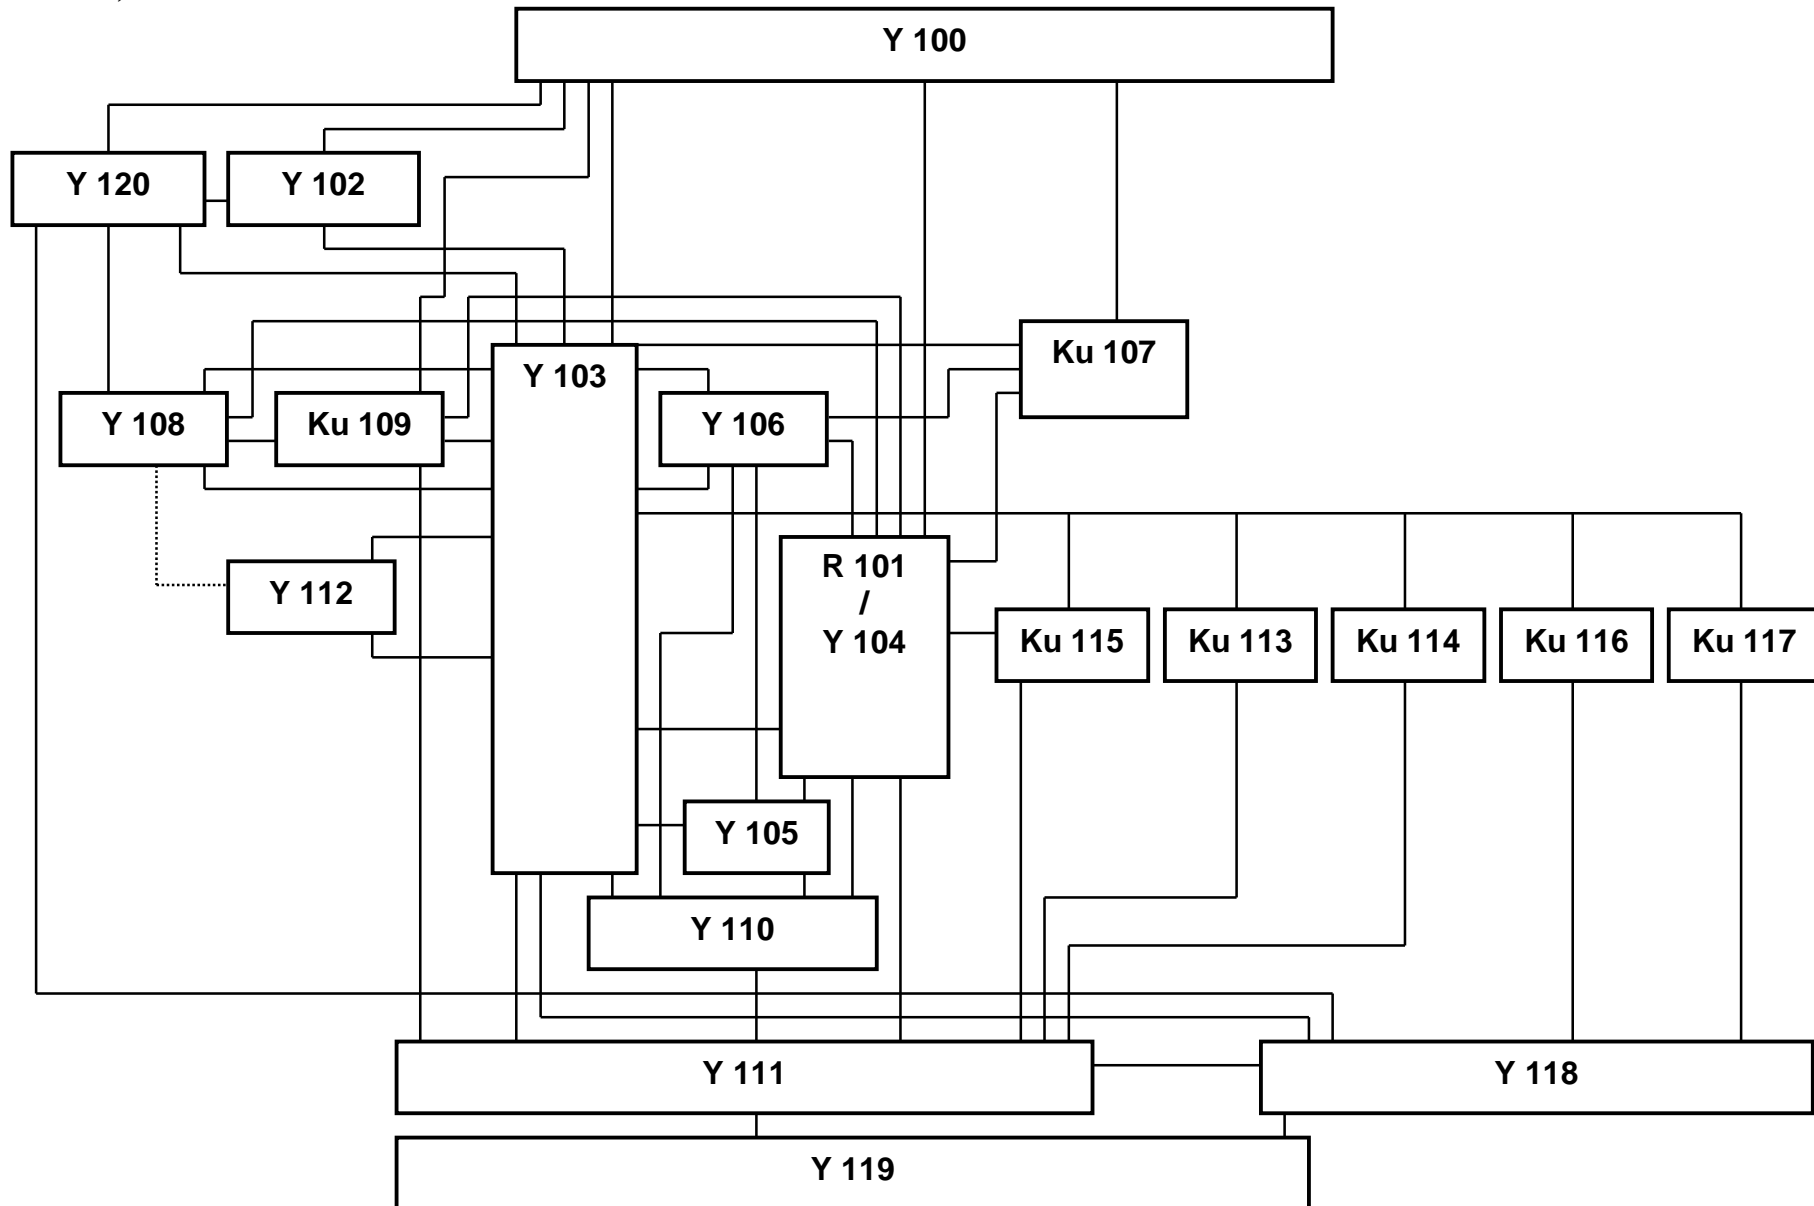 Y 100
Y 120
Y 102
Ku 107
Y 103
Y 108
Ku 109
Y 106
R 101
/
Y 104
Y 112
Ku 115
Ku 113
Ku 114
Ku 116
Ku 117
Y 105
Y 110
Y 111
Y 118
Y 119